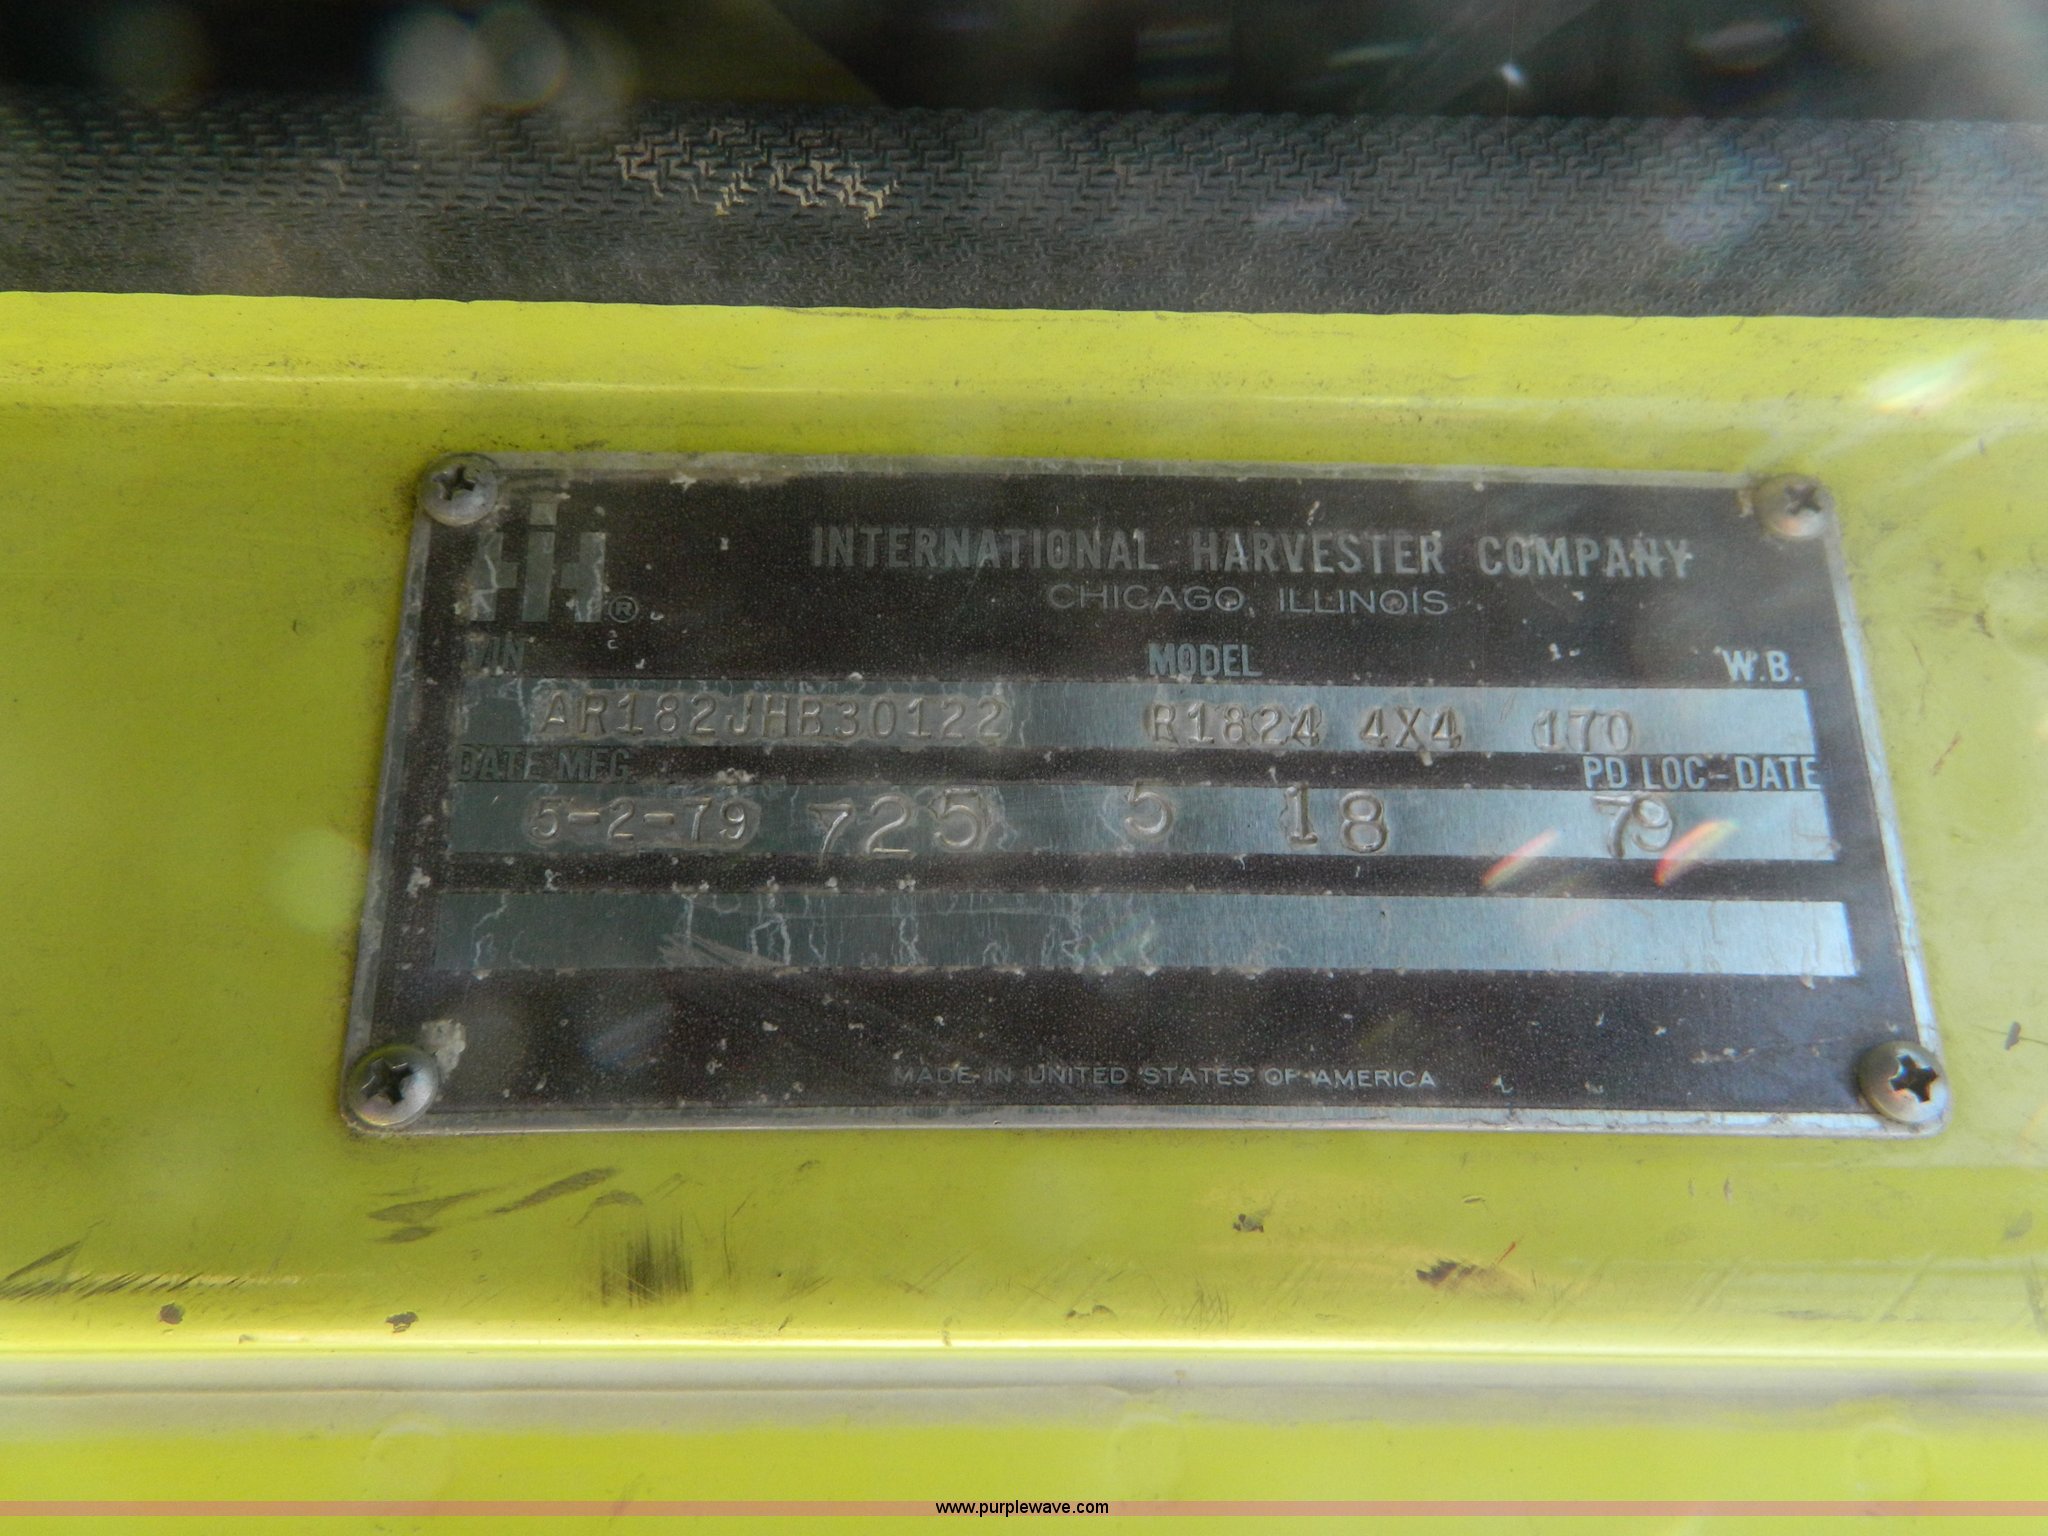 IH®
INTERNATIONAL HARVESTER COMPANY
CHICAGO, ILLINOIS
VIN MODEL W.B.
AR182JHB30122 R1824 4X4 170
DATE MFG. PD LOC-DATE
5-2-79 725 5 18 79
MADE IN UNITED STATES OF AMERICA
www.purplewave.com